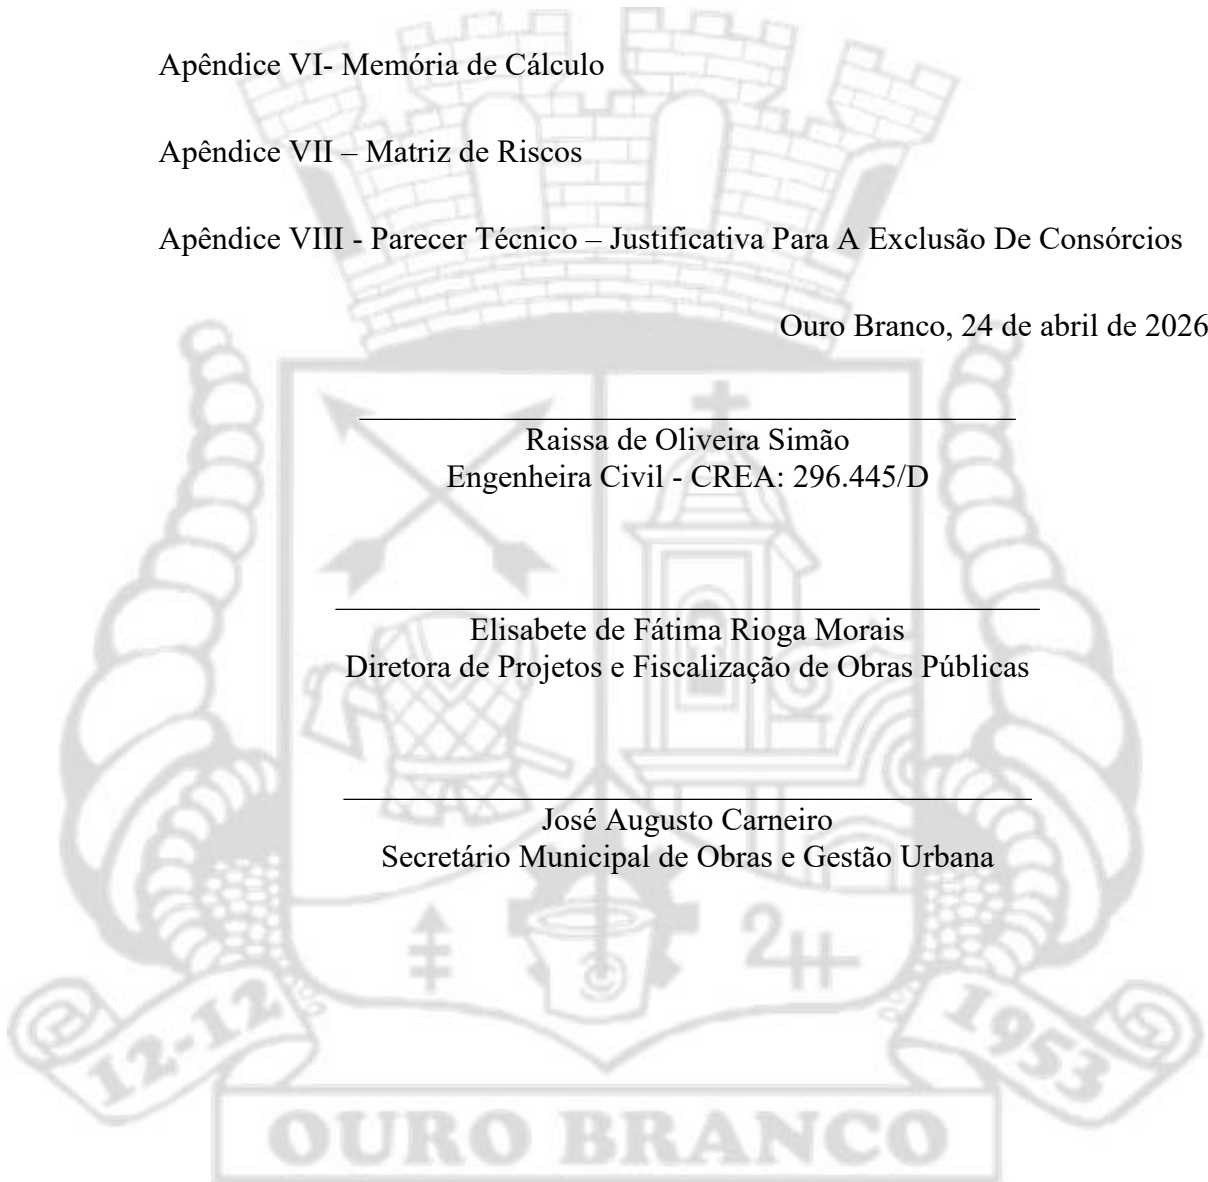 Apêndice VI- Memória de Cálculo
Apêndice VII – Matriz de Riscos
Apêndice VIII - Parecer Técnico – Justificativa Para A Exclusão De Consórcios
Ouro Branco, 24 de abril de 2026
Raissa de Oliveira Simão
Engenheira Civil - CREA: 296.445/D
Elisabete de Fátima Rioga Morais
Diretora de Projetos e Fiscalização de Obras Públicas
José Augusto Carneiro
Secretário Municipal de Obras e Gestão Urbana
12-12
1953
OURO BRANCO